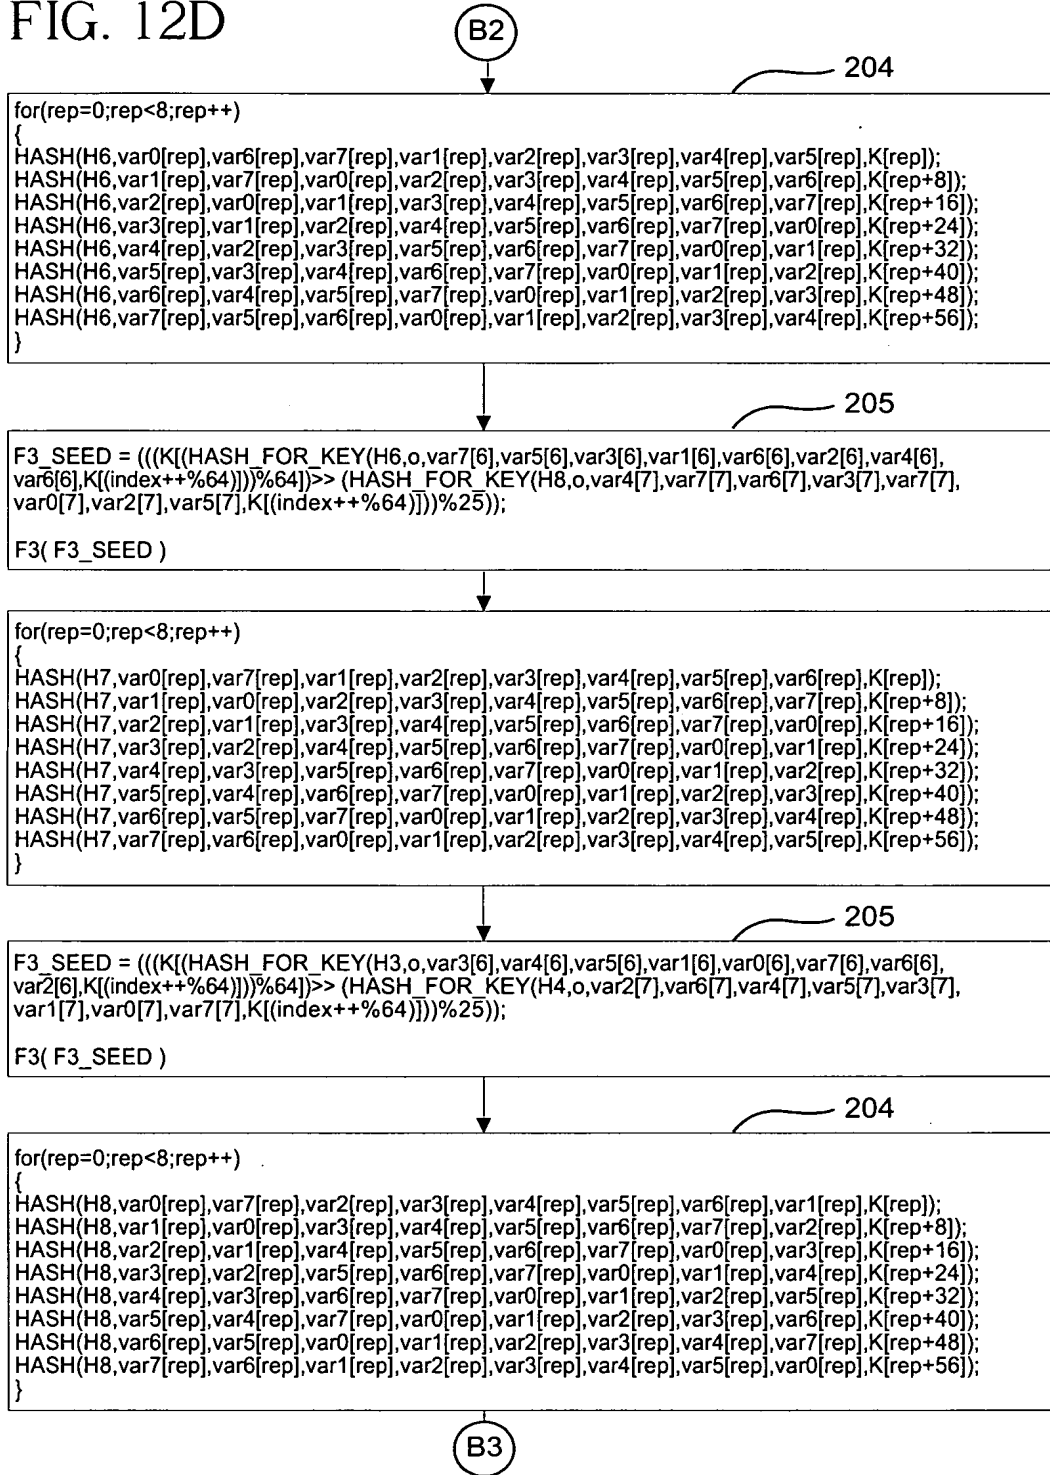 FIG. 12D
B2
204
for(rep=0;rep<8;rep++)
{
HASH(H6,var0[rep],var6[rep],var7[rep],var1[rep],var2[rep],var3[rep],var4[rep],var5[rep],K[rep]);
HASH(H6,var1[rep],var7[rep],var0[rep],var2[rep],var3[rep],var4[rep],var5[rep],var6[rep],K[rep+8]);
HASH(H6,var2[rep],var0[rep],var1[rep],var3[rep],var4[rep],var5[rep],var6[rep],var7[rep],K[rep+16]);
HASH(H6,var3[rep],var1[rep],var2[rep],var4[rep],var5[rep],var6[rep],var7[rep],var0[rep],K[rep+24]);
HASH(H6,var4[rep],var2[rep],var3[rep],var5[rep],var6[rep],var7[rep],var0[rep],var1[rep],K[rep+32]);
HASH(H6,var5[rep],var3[rep],var4[rep],var6[rep],var7[rep],var0[rep],var1[rep],var2[rep],K[rep+40]);
HASH(H6,var6[rep],var4[rep],var5[rep],var7[rep],var0[rep],var1[rep],var2[rep],var3[rep],K[rep+48]);
HASH(H6,var7[rep],var5[rep],var6[rep],var0[rep],var1[rep],var2[rep],var3[rep],var4[rep],K[rep+56]);
}
205
F3_SEED = (((K[(HASH_FOR_KEY(H6,o,var7[6],var5[6],var3[6],var1[6],var6[6],var2[6],var4[6],
var6[6],K[(index++%64)]))%64])>> (HASH_FOR_KEY(H8,o,var4[7],var7[7],var6[7],var3[7],var7[7],
var0[7],var2[7],var5[7],K[(index++%64)]))%25));
F3( F3_SEED )
for(rep=0;rep<8;rep++)
{
HASH(H7,var0[rep],var7[rep],var1[rep],var2[rep],var3[rep],var4[rep],var5[rep],var6[rep],K[rep]);
HASH(H7,var1[rep],var0[rep],var2[rep],var3[rep],var4[rep],var5[rep],var6[rep],var7[rep],K[rep+8]);
HASH(H7,var2[rep],var1[rep],var3[rep],var4[rep],var5[rep],var6[rep],var7[rep],var0[rep],K[rep+16]);
HASH(H7,var3[rep],var2[rep],var4[rep],var5[rep],var6[rep],var7[rep],var0[rep],var1[rep],K[rep+24]);
HASH(H7,var4[rep],var3[rep],var5[rep],var6[rep],var7[rep],var0[rep],var1[rep],var2[rep],K[rep+32]);
HASH(H7,var5[rep],var4[rep],var6[rep],var7[rep],var0[rep],var1[rep],var2[rep],var3[rep],K[rep+40]);
HASH(H7,var6[rep],var5[rep],var7[rep],var0[rep],var1[rep],var2[rep],var3[rep],var4[rep],K[rep+48]);
HASH(H7,var7[rep],var6[rep],var0[rep],var1[rep],var2[rep],var3[rep],var4[rep],var5[rep],K[rep+56]);
}
205
F3_SEED = (((K[(HASH_FOR_KEY(H3,o,var3[6],var4[6],var5[6],var1[6],var0[6],var7[6],var6[6],
var2[6],K[(index++%64)]))%64])>> (HASH_FOR_KEY(H4,o,var2[7],var6[7],var4[7],var5[7],var3[7],
var1[7],var0[7],var7[7],K[(index++%64)]))%25));
F3( F3_SEED )
204
for(rep=0;rep<8;rep++)
{
HASH(H8,var0[rep],var7[rep],var2[rep],var3[rep],var4[rep],var5[rep],var6[rep],var1[rep],K[rep]);
HASH(H8,var1[rep],var0[rep],var3[rep],var4[rep],var5[rep],var6[rep],var7[rep],var2[rep],K[rep+8]);
HASH(H8,var2[rep],var1[rep],var4[rep],var5[rep],var6[rep],var7[rep],var0[rep],var3[rep],K[rep+16]);
HASH(H8,var3[rep],var2[rep],var5[rep],var6[rep],var7[rep],var0[rep],var1[rep],var4[rep],K[rep+24]);
HASH(H8,var4[rep],var3[rep],var6[rep],var7[rep],var0[rep],var1[rep],var2[rep],var5[rep],K[rep+32]);
HASH(H8,var5[rep],var4[rep],var7[rep],var0[rep],var1[rep],var2[rep],var3[rep],var6[rep],K[rep+40]);
HASH(H8,var6[rep],var5[rep],var0[rep],var1[rep],var2[rep],var3[rep],var4[rep],var7[rep],K[rep+48]);
HASH(H8,var7[rep],var6[rep],var1[rep],var2[rep],var3[rep],var4[rep],var5[rep],var0[rep],K[rep+56]);
}
B3